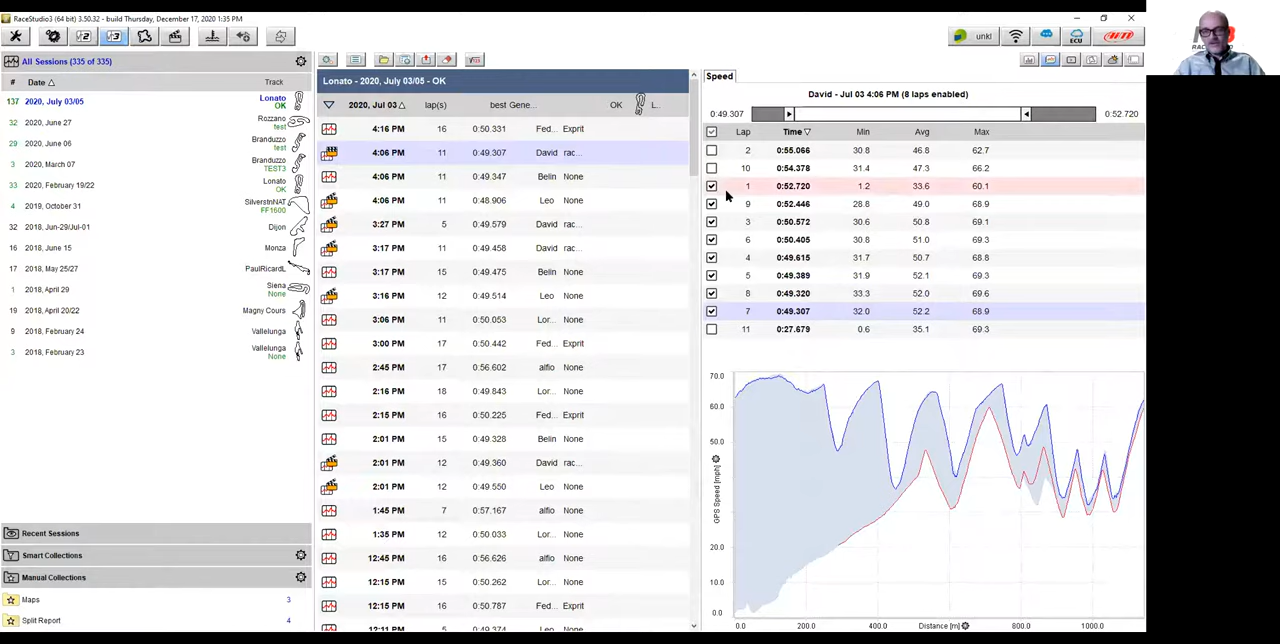 RaceStudio3 (64 bit) 3.50.32 - build Thursday, December 17, 2020 1:35 PM
2 3 unkl ECU
All Sessions (335 of 335)
# Date Track
137 2020, July 03/05 Lonato
OK
32 2020, June 27 Rozzano
test
29 2020, June 06 Branduzzo
test
3 2020, March 07 Branduzzo
TEST3
33 2020, February 19/22 Lonato
OK
4 2019, October 31 SilverstnNAT
FF1600
32 2018, Jun-29/Jul-01 Dijon
16 2018, June 15 Monza
17 2018, May 25/27 PaulRicardL
1 2018, April 29 Siena
None
19 2018, April 20/22 Magny Cours
9 2018, February 24 Vallelunga
3 2018, February 23 Vallelunga
None
Recent Sessions
Smart Collections
Manual Collections
Maps 3
Split Report 4
Lonato - 2020, July 03/05 - OK
2020, Jul 03 lap(s) best Gene... OK L..
4:16 PM 16 0:50.331 Fed... Exprit
4:06 PM 11 0:49.307 David rac...
4:06 PM 11 0:49.347 Belin None
4:06 PM 11 0:48.906 Leo None
3:27 PM 5 0:49.579 David rac...
3:17 PM 11 0:49.458 David rac...
3:17 PM 15 0:49.475 Belin None
3:16 PM 12 0:49.514 Leo None
3:06 PM 11 0:50.053 Lor... None
3:00 PM 17 0:50.442 Fed... Exprit
2:45 PM 17 0:56.602 alfio None
2:16 PM 18 0:49.843 Lor... None
2:15 PM 16 0:50.225 Fed... Exprit
2:01 PM 15 0:49.328 Belin None
2:01 PM 12 0:49.360 David rac...
2:01 PM 12 0:49.550 Leo None
1:45 PM 7 0:57.167 alfio None
1:35 PM 12 0:50.033 Lor... None
12:45 PM 16 0:56.626 alfio None
12:15 PM 15 0:50.262 Lor... None
12:15 PM 16 0:50.787 Fed... Exprit
12:11 PM 5 0:49.374 Lex None
Speed
David - Jul 03 4:06 PM (8 laps enabled)
0:49.307 0:52.720
Lap Time Min Avg Max
2 0:55.066 30.8 46.8 62.7
10 0:54.378 31.4 47.3 66.2
1 0:52.720 1.2 33.6 60.1
9 0:52.446 28.8 49.0 68.9
3 0:50.572 30.6 50.8 69.1
6 0:50.405 30.8 51.0 69.3
4 0:49.615 31.7 50.7 68.8
5 0:49.389 31.9 52.1 69.3
8 0:49.320 33.3 52.0 69.6
7 0:49.307 32.0 52.2 68.9
11 0:27.679 0.6 35.1 69.3
70.0
60.0
50.0
GPS Speed [mph]
20.0
10.0
0.0
0.0 200.0 400.0 Distance [m] 800.0 1000.0